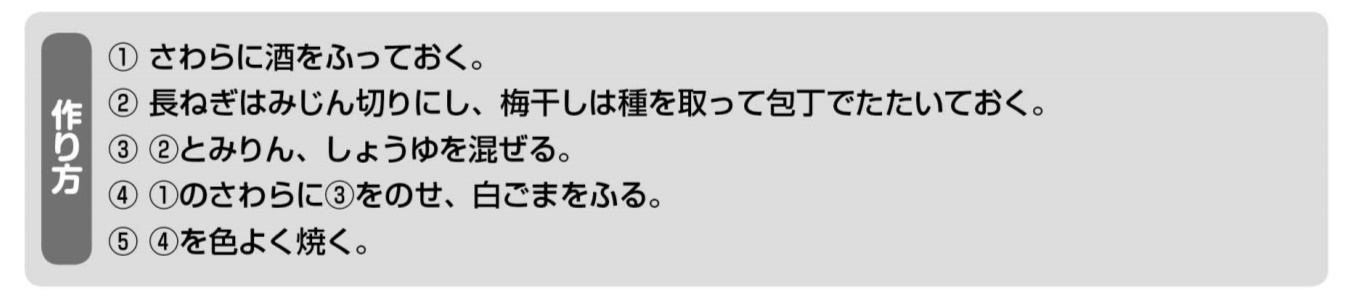 作り方
① さわらに酒をふっておく。
② 長ねぎはみじん切りにし、梅干しは種を取って包丁でたたいておく。
③ ②とみりん、しょうゆを混ぜる。
④ ①のさわらに③をのせ、白ごまをふる。
⑤ ④を色よく焼く。